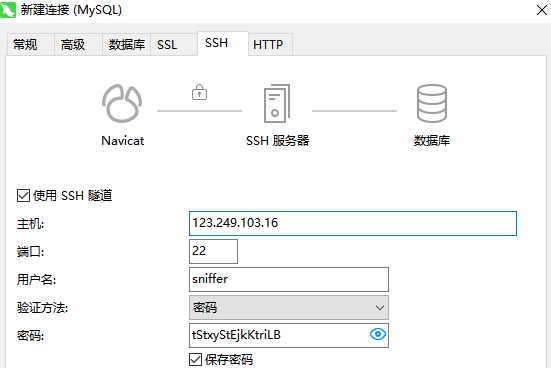 新建连接 (MySQL)
常规 高级 数据库 SSL SSH HTTP
Navicat SSH 服务器 数据库
使用 SSH 隧道
主机: 123.249.103.16
端口: 22
用户名: sniffer
验证方法: 密码
密码: tStxyStEjkKtriLB
保存密码